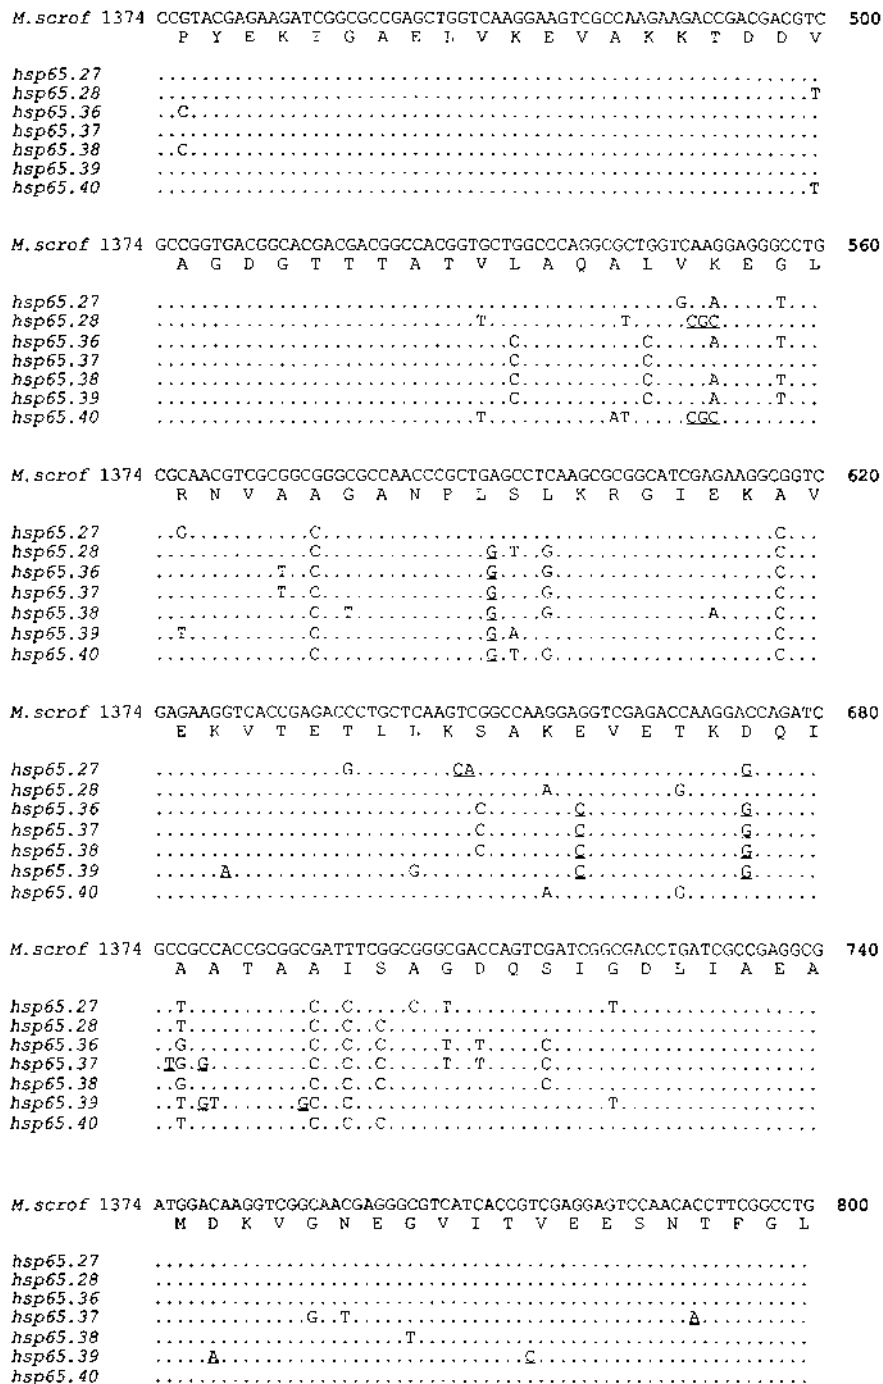 M.scrof 1374 CCGTACGAGAAGATCGGCGCCGAGCTGGTCAAGGAAGTCGCCAAGAAGACCGACGACGTC 500
P Y E K I G A E L V K E V A K K T D D V
hsp65.27 ............................................................
hsp65.28 ...........................................................T
hsp65.36 ..C.........................................................
hsp65.37 ............................................................
hsp65.38 ..C.........................................................
hsp65.39 ............................................................
hsp65.40 ...........................................................T
M.scrof 1374 GCCGGTGACGGCACGACGACGGCCACGGTGCTGGCCCAGGCGCTGGTCAAGGAGGGCCTG 560
A G D G T T T A T V L A Q A L V K E G L
hsp65.27 ...............................................G..A.....T...
hsp65.28 .............................T............T.....CGC.........
hsp65.36 ................................C...........C.....A.....T...
hsp65.37 ................................C...........C...............
hsp65.38 ................................C...........C.....A.....T...
hsp65.39 ................................C...........C.....A.....T...
hsp65.40 .............................T...........AT.....CGC.........
M.scrof 1374 CGCAACGTCGCGGCGGGCGCCAACCCGCTGAGCCTCAAGCGCGGCATCGAGAAGGCGGTC 620
R N V A A G A N P L S L K R G I E K A V
hsp65.27 ..G...........C.........................................C...
hsp65.28 ..............C...............G.T..G....................C...
hsp65.36 ...........T..C...............G....G....................C...
hsp65.37 ...........T..C...............G....G....................C...
hsp65.38 ..............C..T............G....G..............A.....C...
hsp65.39 ..T...........C...............G.A.......................C...
hsp65.40 ..............C...............G.T..G....................C...
M.scrof 1374 GAGAAGGTCACCGAGACCCTGCTCAAGTCGGCCAAGGAGGTCGAGACCAAGGACCAGATC 680
E K V T E T L L K S A K E V E T K D Q I
hsp65.27 .................G.........CA........................G......
hsp65.28 ...................................A...........G............
hsp65.36 .............................C........C..............G......
hsp65.37 .............................C........C..............G......
hsp65.38 .............................C........C..............G......
hsp65.39 ......A................G..............C..............G......
hsp65.40 ...................................A...........G............
M.scrof 1374 GCCGCCACCGCGGCGATTTCGGCGGGCGACCAGTCGATCGGCGACCTGATCGCCGAGGCG 740
A A T A A I S A G D Q S I G D L I A E A
hsp65.27 ..T...........C..C.....C..T..............T..................
hsp65.28 ..T...........C..C..C.......................................
hsp65.36 ..G...........C..C..C.....T..T.....C........................
hsp65.37 .TG.G.........C..C..C.....T..T.....C........................
hsp65.38 ..G...........C..C..C..............C........................
hsp65.39 ..T.GT.......GC..C.......................T..................
hsp65.40 ..T...........C..C..C.......................................
M.scrof 1374 ATGGACAAGGTCGGCAACGAGGGCGTCATCACCGTCGAGGAGTCCAACACCTTCGGCCTG 800
M D K V G N E G V I T V E E S N T F G L
hsp65.27 ............................................................
hsp65.28 ............................................................
hsp65.36 ............................................................
hsp65.37 ..............G..T..............................A...........
hsp65.38 .......................T....................................
hsp65.39 .....A............................C.........................
hsp65.40 ............................................................